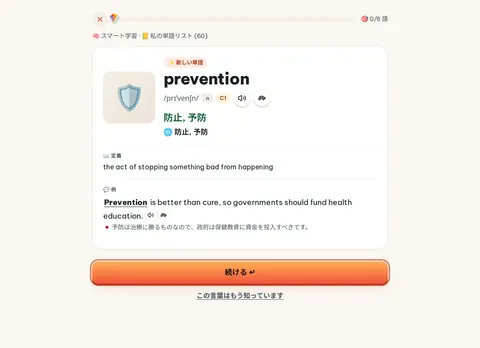 0/8 語
スマート学習 · 私の単語リスト (60)
新しい単語
prevention
/prɪˈvenʃn/ n C1
防止, 予防
防止, 予防
定義
the act of stopping something bad from happening
例
Prevention is better than cure, so governments should fund health
education.
予防は治療に勝るものなので、政府は保健教育に資金を投入すべきです。
続ける ↵
この言葉はもう知っています